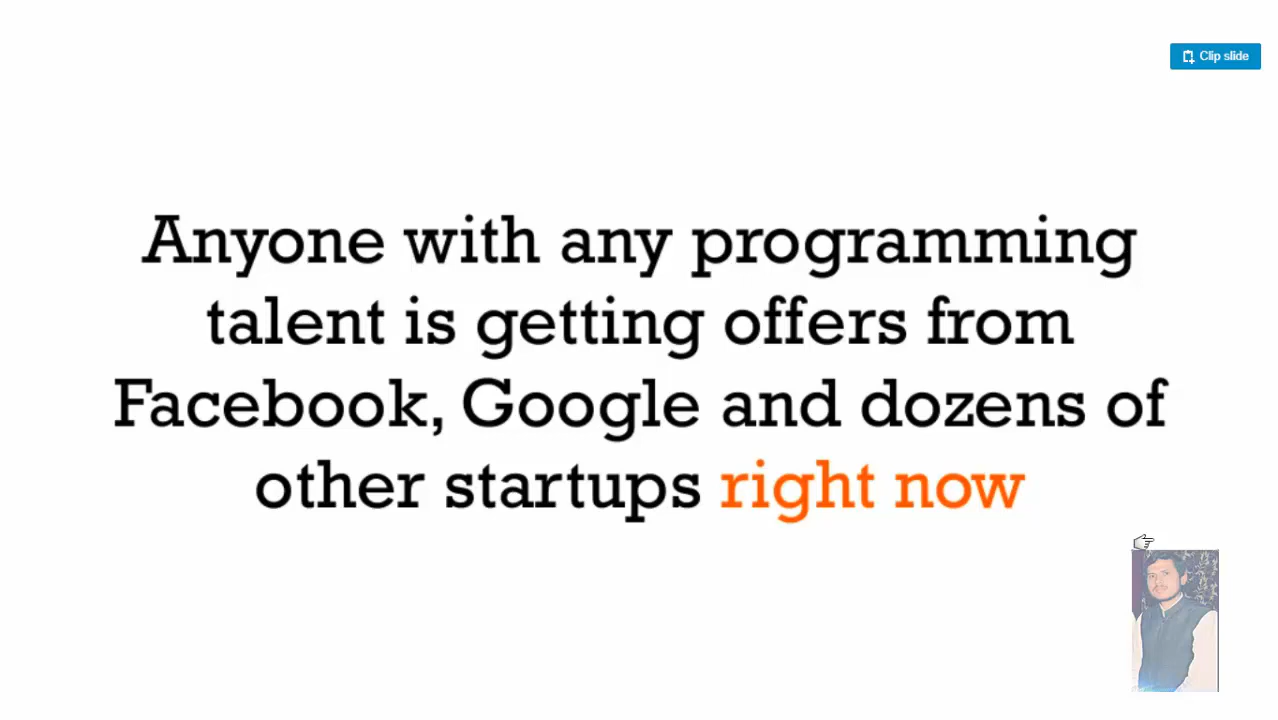 Clip slide
Anyone with any programming
talent is getting offers from
Facebook, Google and dozens of
other startups right now